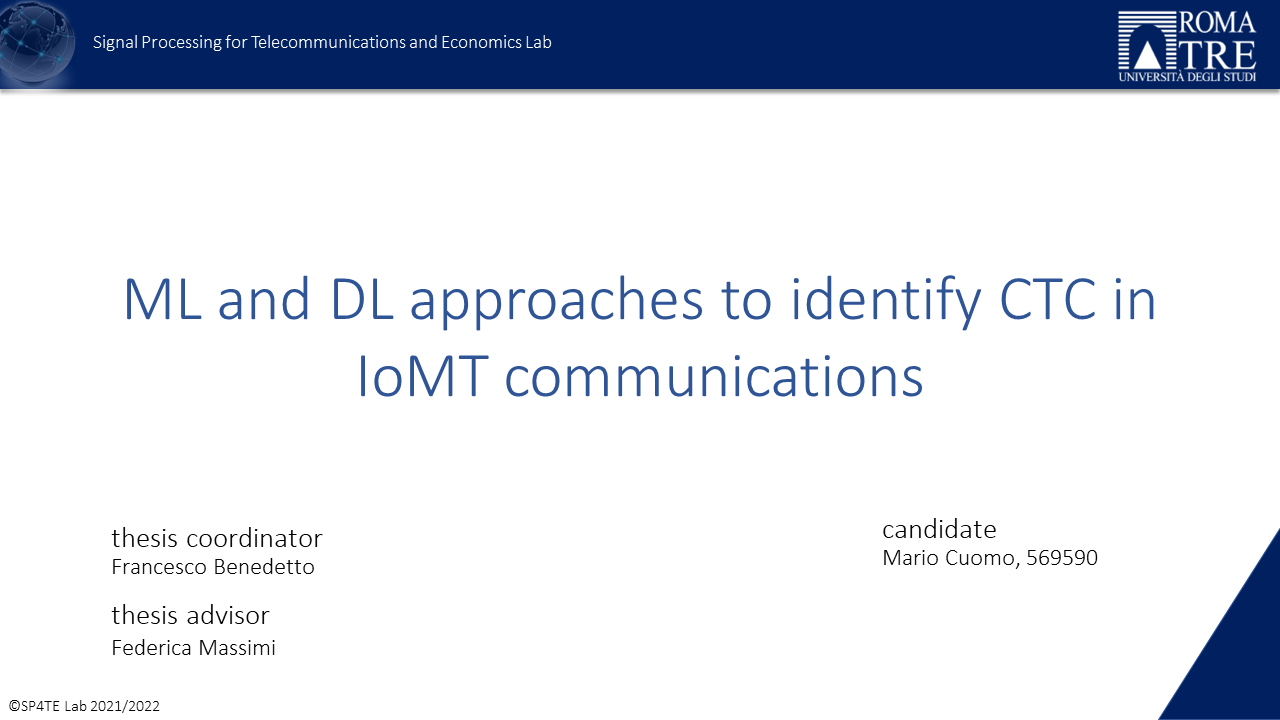 Signal Processing for Telecommunications and Economics Lab
ROMA
TRE
UNIVERSITÀ DEGLI STUDI
ML and DL approaches to identify CTC in
IoMT communications
thesis coordinator
Francesco Benedetto
thesis advisor
Federica Massimi
candidate
Mario Cuomo, 569590
©SP4TE Lab 2021/2022